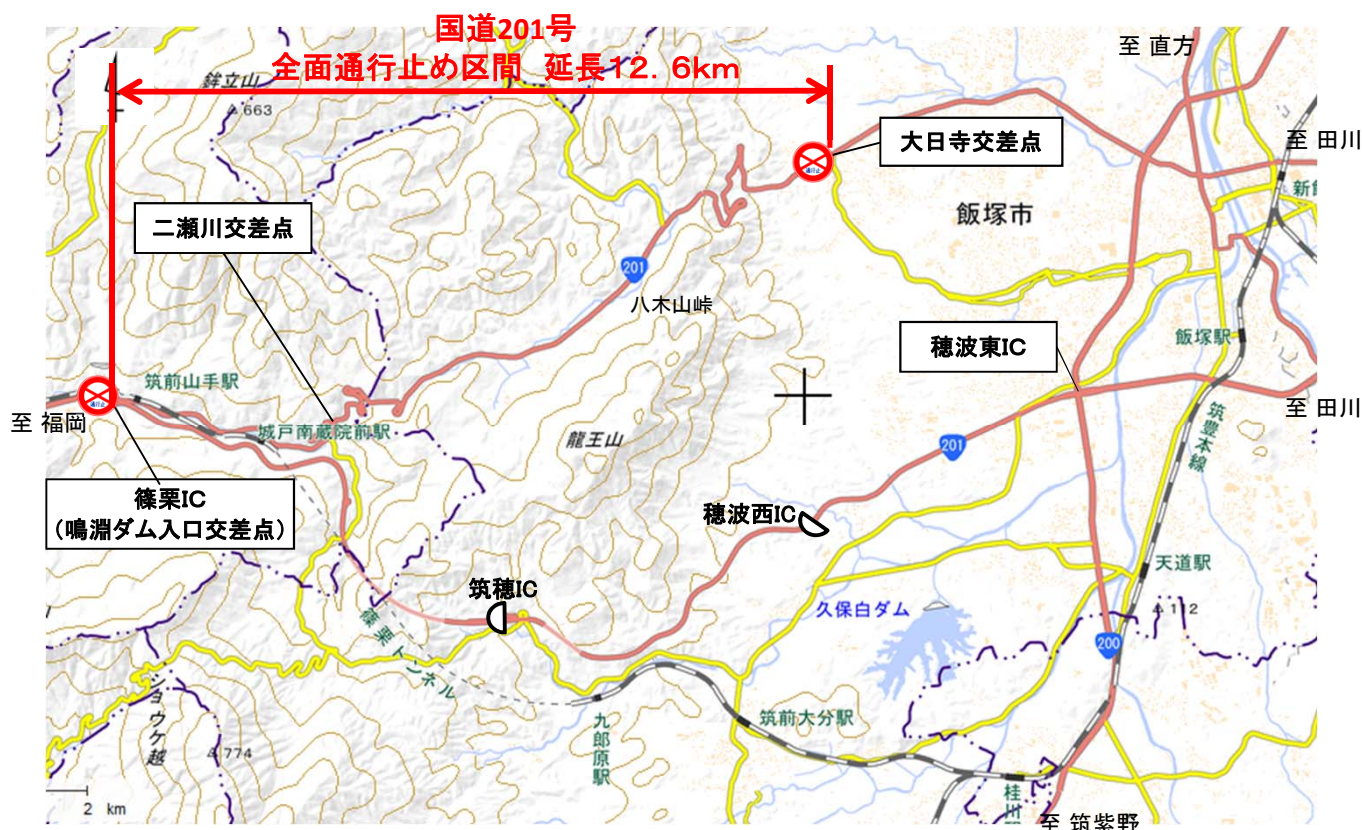 国道201号
全面通行止め区間　延長１２．６km
至 直方
鉾立山
663
大日寺交差点
至 田川
二瀬川交差点
飯塚市
201
八木山峠
穂波東IC
飯塚駅
筑前山手駅
至 福岡
城戸南蔵院前駅
龍王山
201
至 田川
筑豊本線
篠栗IC
（鳴淵ダム入口交差点）
穂波西IC
天道駅
筑穂IC
久保白ダム
112
篠栗トンネル
200
ショウケ越
774
九郎原駅
筑前大分駅
桂川
2 km
至 筑紫野